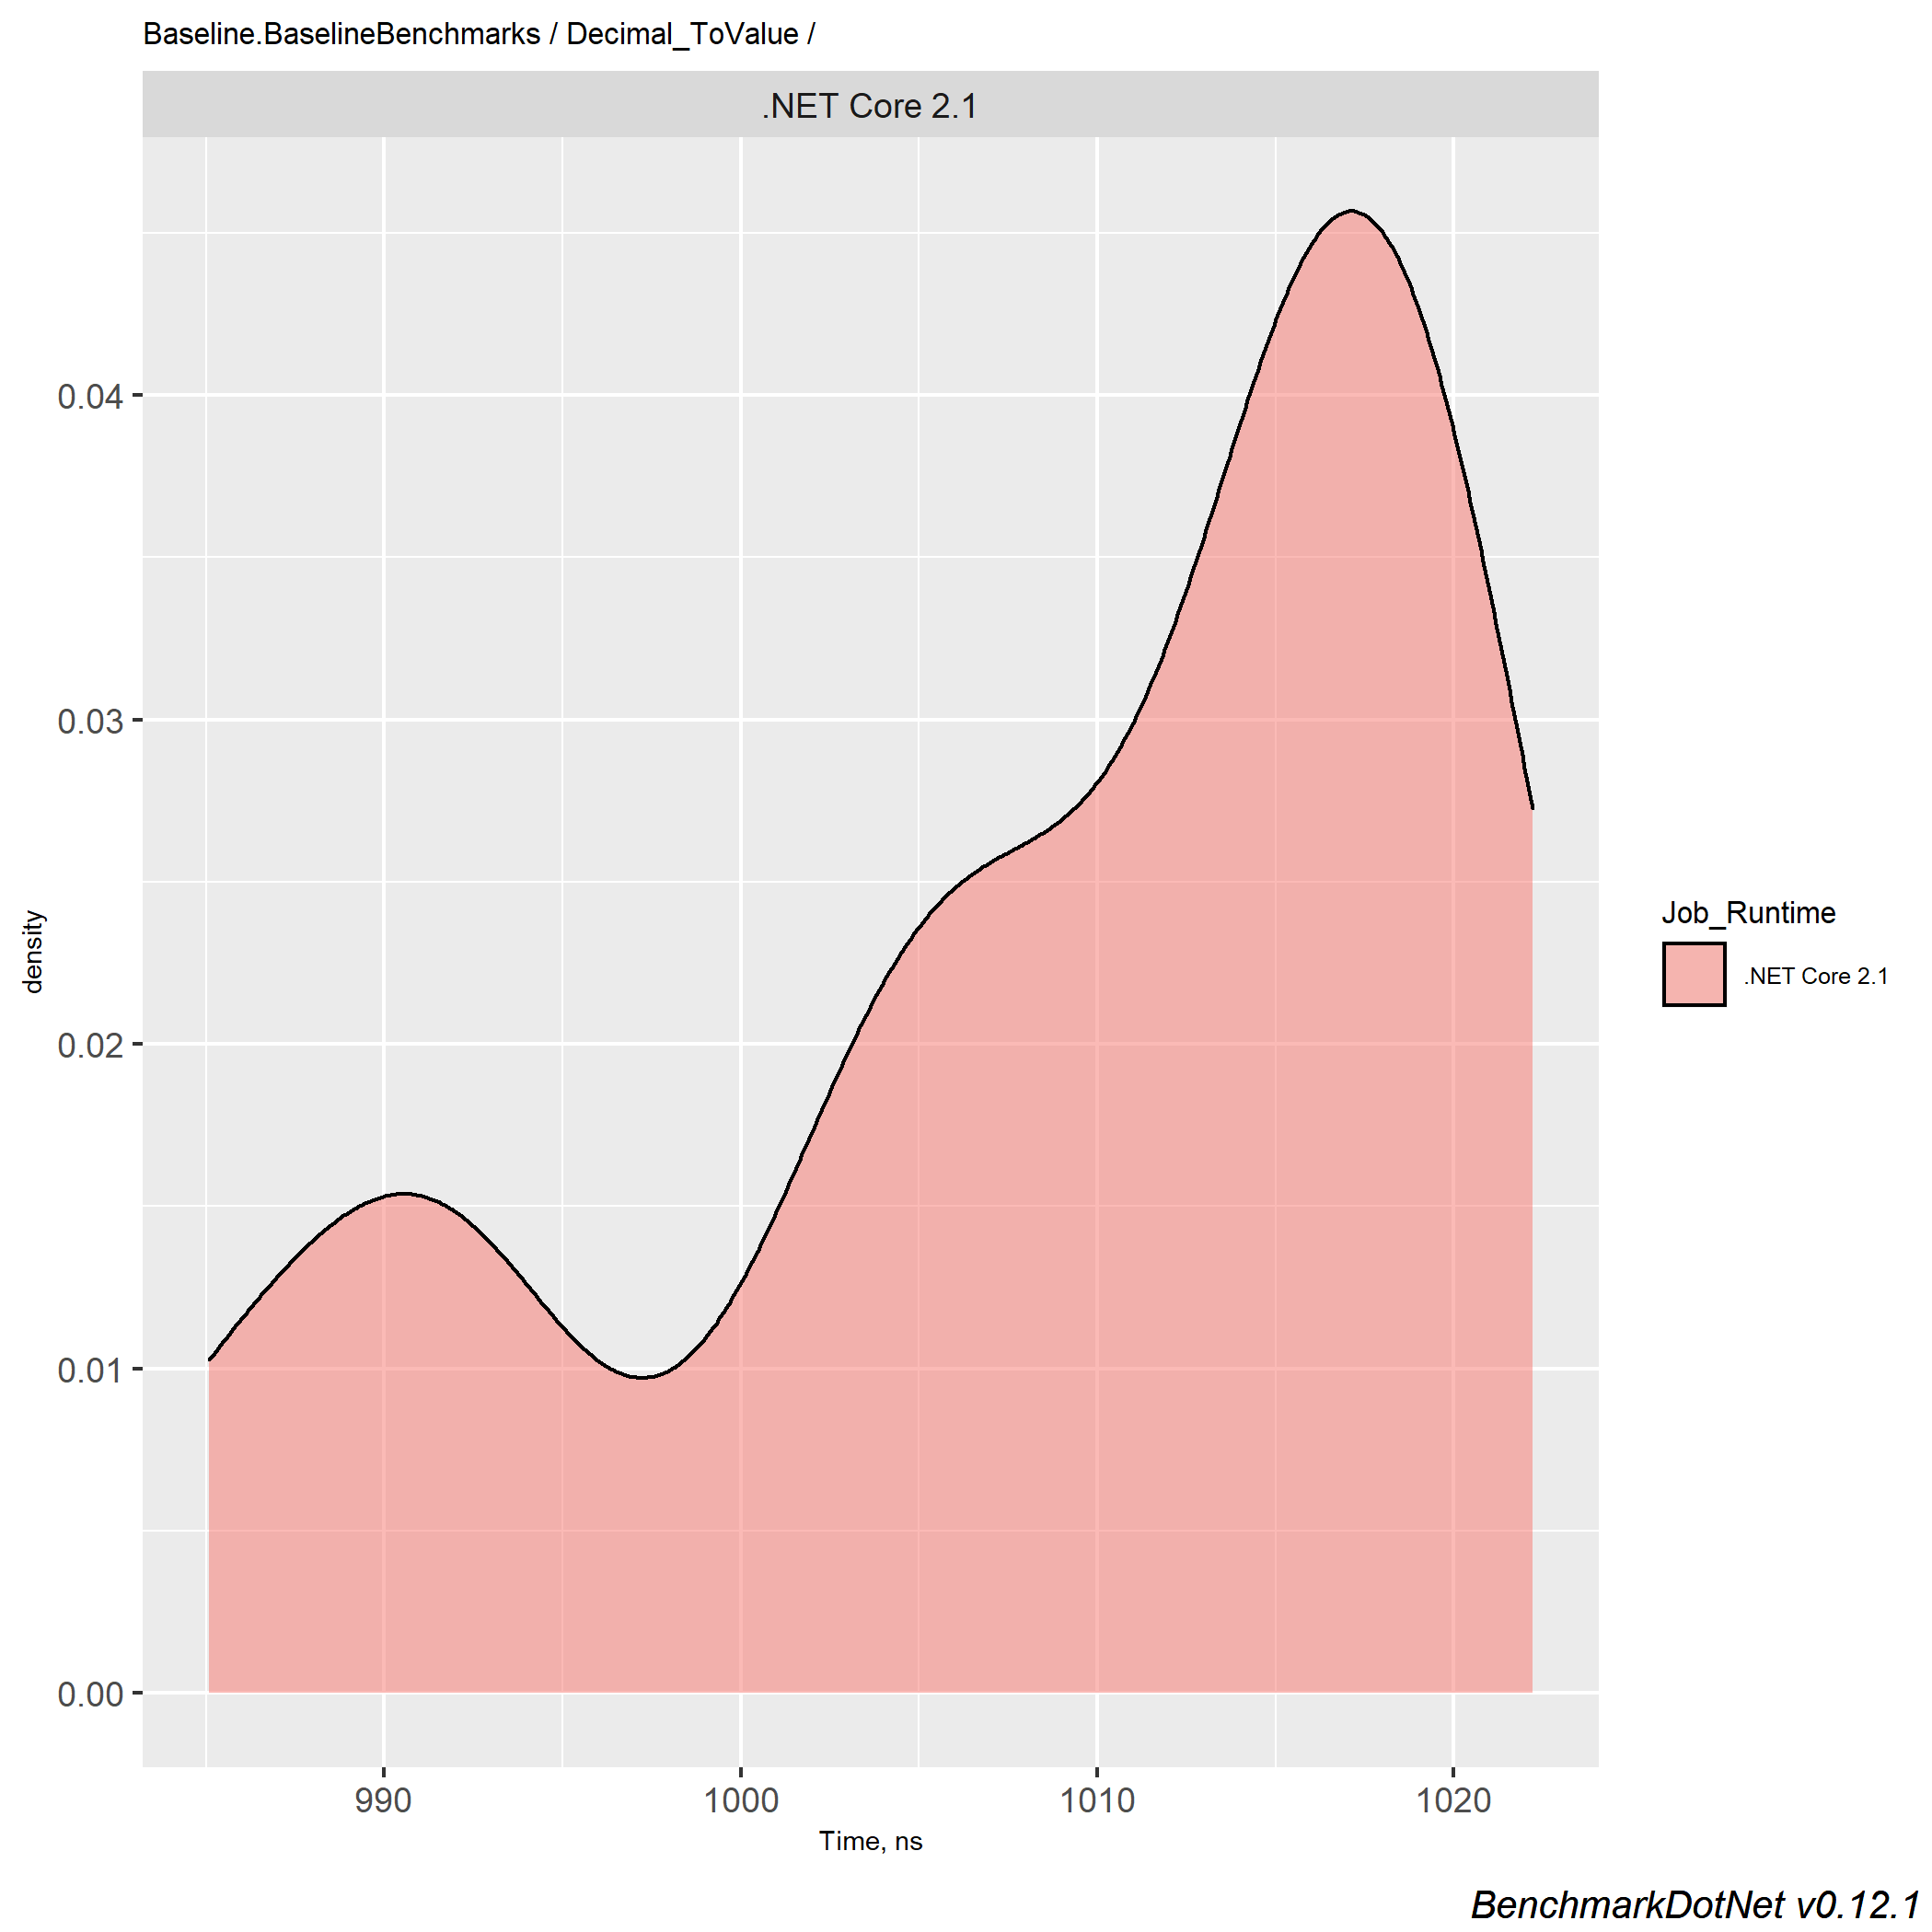 Baseline.BaselineBenchmarks / Decimal_ToValue /
.NET Core 2.1
0.04
0.03
0.02
0.01
0.00
density
990 1000 1010 1020
Time, ns
Job_Runtime
.NET Core 2.1
BenchmarkDotNet v0.12.1